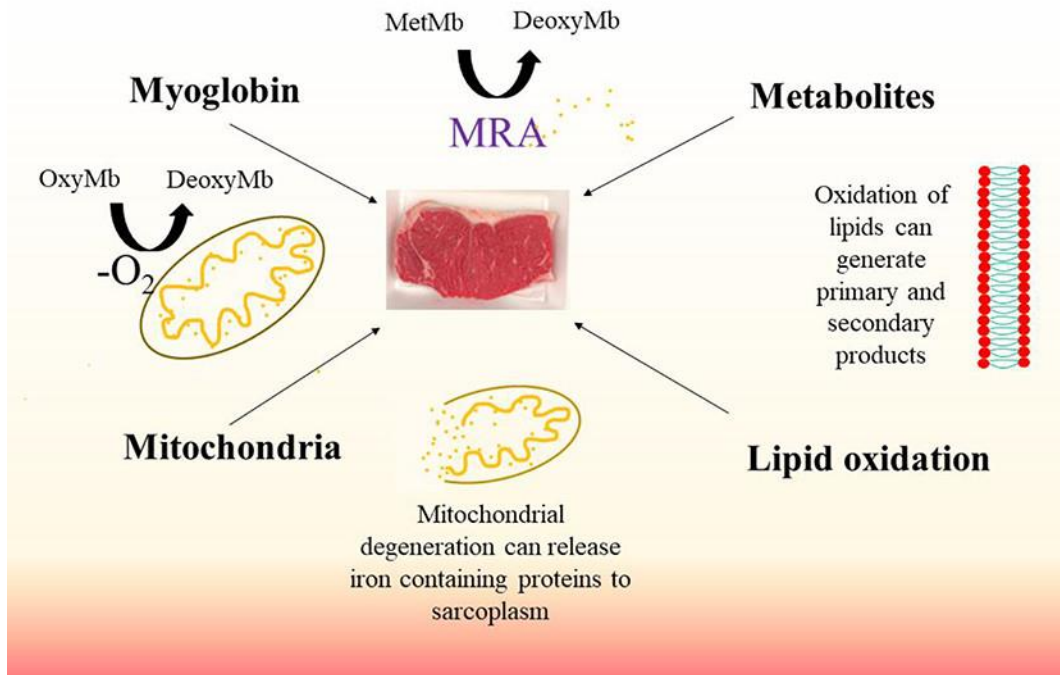 MetMb DeoxyMb
MRA
Myoglobin
Metabolites
OxyMb DeoxyMb
-O2
Oxidation of
lipids can
generate
primary and
secondary
products
Mitochondria
Lipid oxidation
Mitochondrial
degeneration can release
iron containing proteins to
sarcoplasm